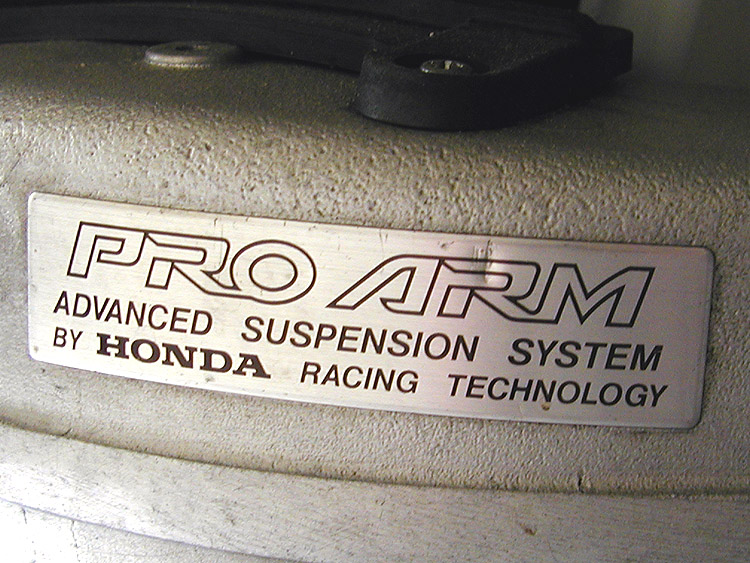 PRO ARM
ADVANCED SUSPENSION SYSTEM
BY HONDA RACING TECHNOLOGY